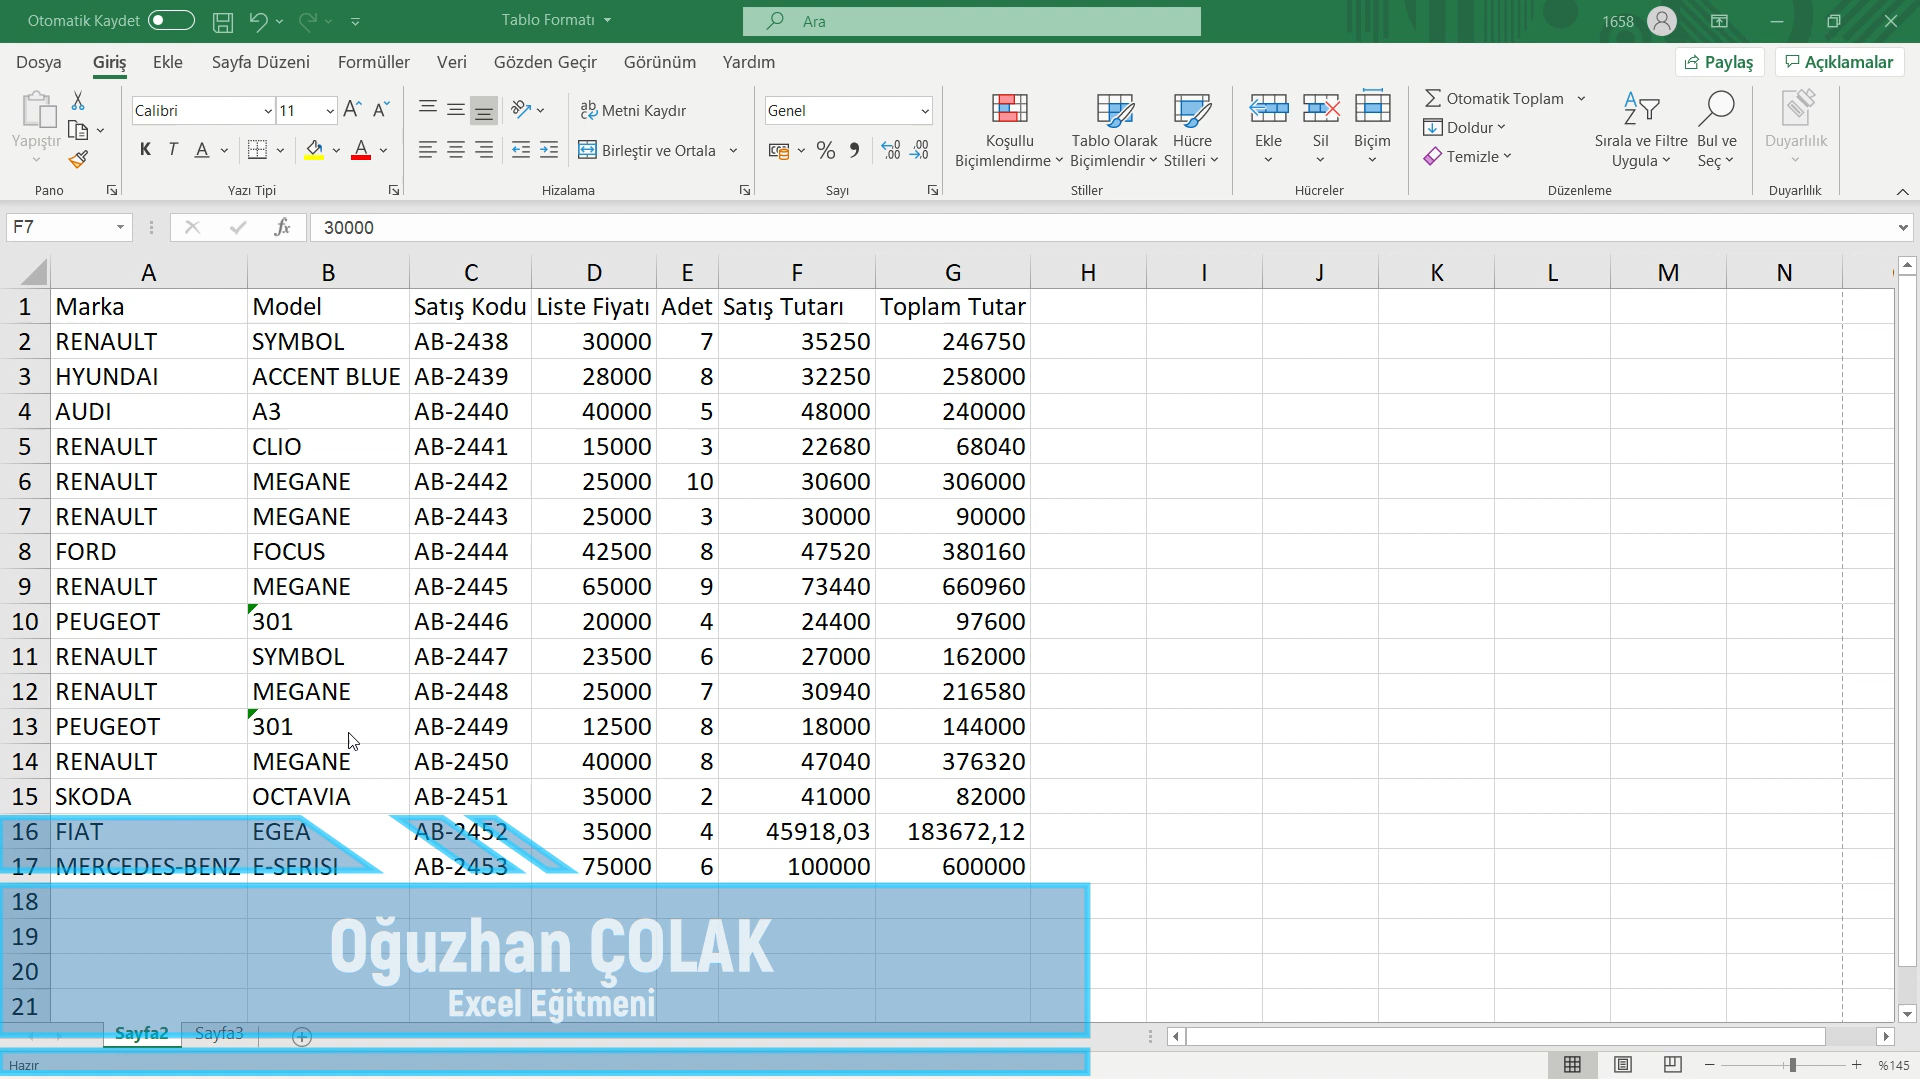 Otomatik Kaydet
Tablo Formatı
Ara
1658
Dosya Giriş Ekle Sayfa Düzeni Formüller Veri Gözden Geçir Görünüm Yardım
Paylaş Açıklamalar
Yapıştır
Pano
Calibri 11
K T A
Yazı Tipi
Metni Kaydır
Birleştir ve Ortala
Hizalama
Genel
Sayı
Koşullu Biçimlendirme
Tablo Olarak Biçimlendir
Hücre Stilleri
Stiller
Ekle Sil Biçim
Hücreler
Otomatik Toplam
Doldur
Temizle
Sırala ve Filtre Uygula
Bul ve Seç
Düzenleme
Duyarlılık
Duyarlılık
F7 fx 30000
A B C D E F G H I J K L M N
1 Marka Model Satış Kodu Liste Fiyatı Adet Satış Tutarı Toplam Tutar
2 RENAULT SYMBOL AB-2438 30000 7 35250 246750
3 HYUNDAI ACCENT BLUE AB-2439 28000 8 32250 258000
4 AUDI A3 AB-2440 40000 5 48000 240000
5 RENAULT CLIO AB-2441 15000 3 22680 68040
6 RENAULT MEGANE AB-2442 25000 10 30600 306000
7 RENAULT MEGANE AB-2443 25000 3 30000 90000
8 FORD FOCUS AB-2444 42500 8 47520 380160
9 RENAULT MEGANE AB-2445 65000 9 73440 660960
10 PEUGEOT 301 AB-2446 20000 4 24400 97600
11 RENAULT SYMBOL AB-2447 23500 6 27000 162000
12 RENAULT MEGANE AB-2448 25000 7 30940 216580
13 PEUGEOT 301 AB-2449 12500 8 18000 144000
14 RENAULT MEGANE AB-2450 40000 8 47040 376320
15 SKODA OCTAVIA AB-2451 35000 2 41000 82000
16 FIAT EGEA AB-2452 35000 4 45918,03 183672,12
17 MERCEDES-BENZ E-SERISI AB-2453 75000 6 100000 600000
18
19
20
21
Oğuzhan ÇOLAK
Excel Eğitmeni
Sayfa2 Sayfa3
Hazır
%145